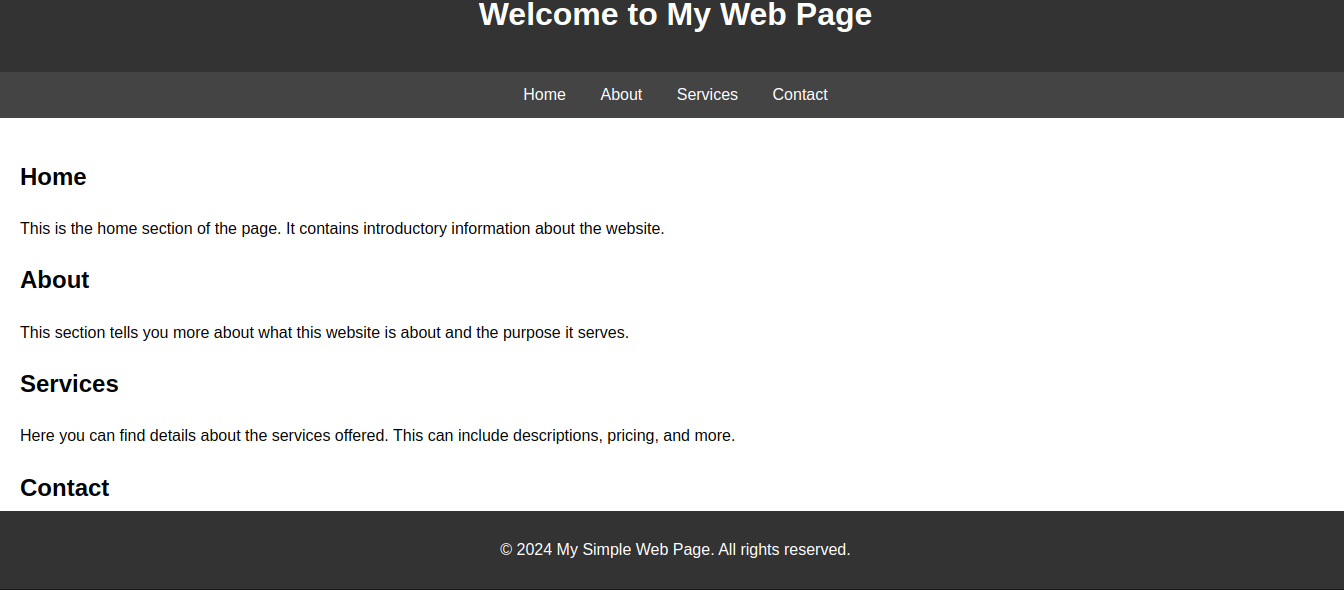 Welcome to My Web Page
Home About Services Contact
Home
This is the home section of the page. It contains introductory information about the website.
About
This section tells you more about what this website is about and the purpose it serves.
Services
Here you can find details about the services offered. This can include descriptions, pricing, and more.
Contact
© 2024 My Simple Web Page. All rights reserved.